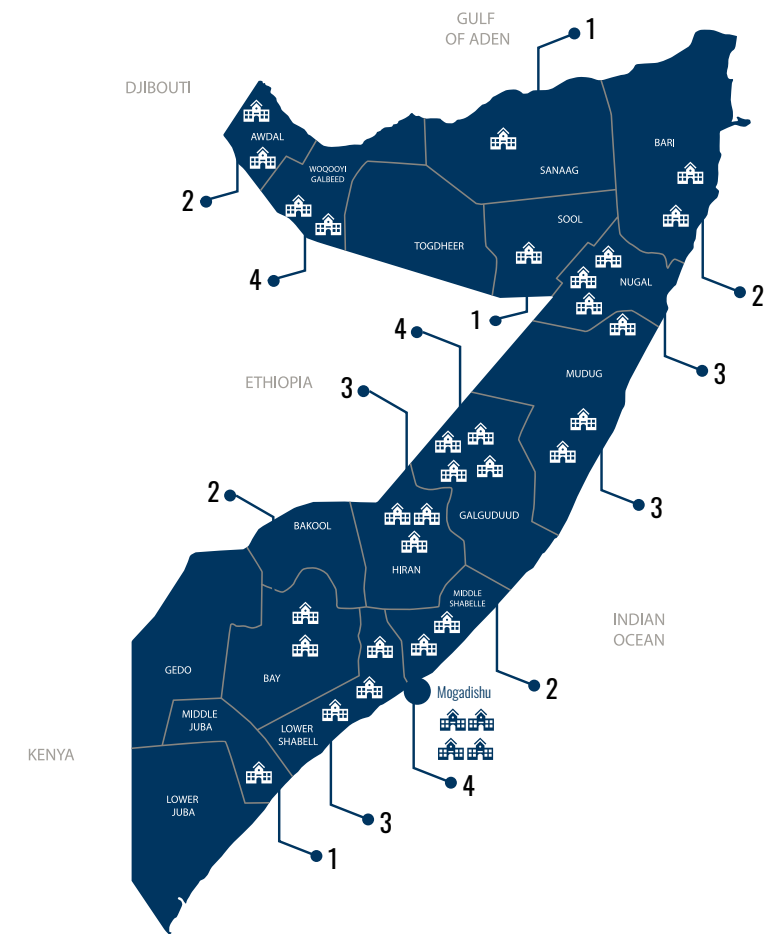 GULF
OF ADEN
1
DJIBOUTI
AWDAL
BARI
WOQOOYI
GALBEED
SANAAG
2
SOOL
TOGDHEER
4
NUGAL
2
1
4
3
MUDUG
ETHIOPIA
3
2
3
GALGUDUUD
BAKOOL
HIRAN
MIDDLE
SHABELLE
INDIAN
OCEAN
GEDO
BAY
2
Mogadishu
MIDDLE
JUBA
LOWER
SHABELL
KENYA
4
LOWER
JUBA
3
1